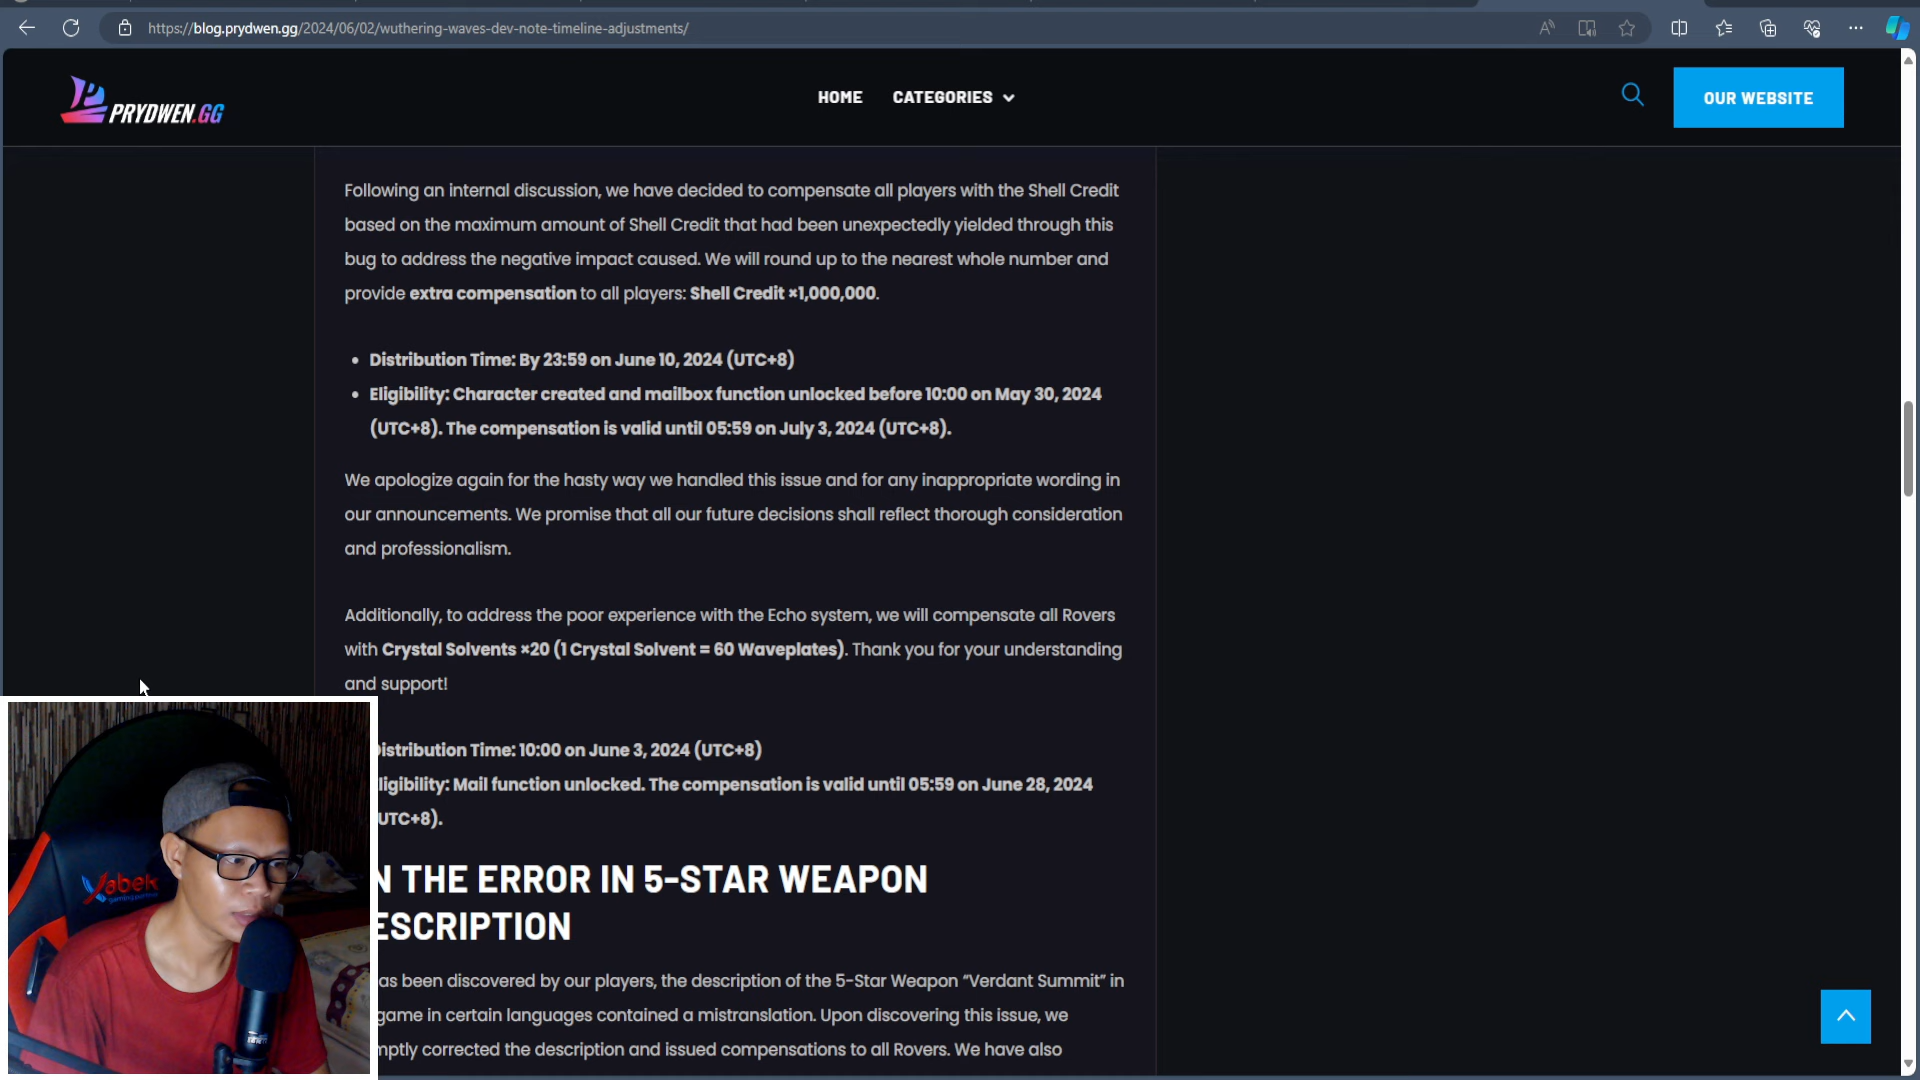 https://blog.prydwen.gg/2024/06/02/wuthering-waves-dev-note-timeline-adjustments/
PRYDWEN.GG
HOME
CATEGORIES
OUR WEBSITE
Following an internal discussion, we have decided to compensate all players with the Shell Credit
based on the maximum amount of Shell Credit that had been unexpectedly yielded through this
bug to address the negative impact caused. We will round up to the nearest whole number and
provide extra compensation to all players: Shell Credit ×1,000,000.
• Distribution Time: By 23:59 on June 10, 2024 (UTC+8)
• Eligibility: Character created and mailbox function unlocked before 10:00 on May 30, 2024
(UTC+8). The compensation is valid until 05:59 on July 3, 2024 (UTC+8).
We apologize again for the hasty way we handled this issue and for any inappropriate wording in
our announcements. We promise that all our future decisions shall reflect thorough consideration
and professionalism.
Additionally, to address the poor experience with the Echo system, we will compensate all Rovers
with Crystal Solvents ×20 (1 Crystal Solvent = 60 Waveplates). Thank you for your understanding
and support!
istribution Time: 10:00 on June 3, 2024 (UTC+8)
ligibility: Mail function unlocked. The compensation is valid until 05:59 on June 28, 2024
UTC+8).
N THE ERROR IN 5-STAR WEAPON
ESCRIPTION
as been discovered by our players, the description of the 5-Star Weapon “Verdant Summit” in
game in certain languages contained a mistranslation. Upon discovering this issue, we
mptly corrected the description and issued compensations to all Rovers. We have also